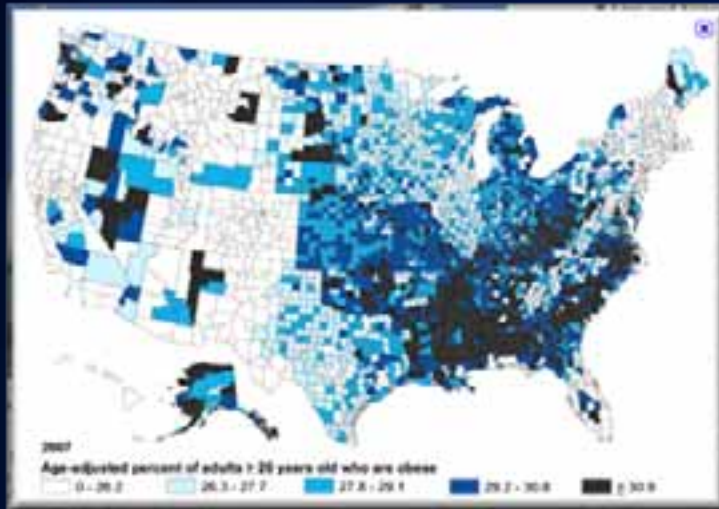 2007
Age-adjusted percent of adults ≥ 20 years old who are obese
0 - 26.2 26.3 - 27.7 27.8 - 29.1 29.2 - 30.8 ≥ 30.9